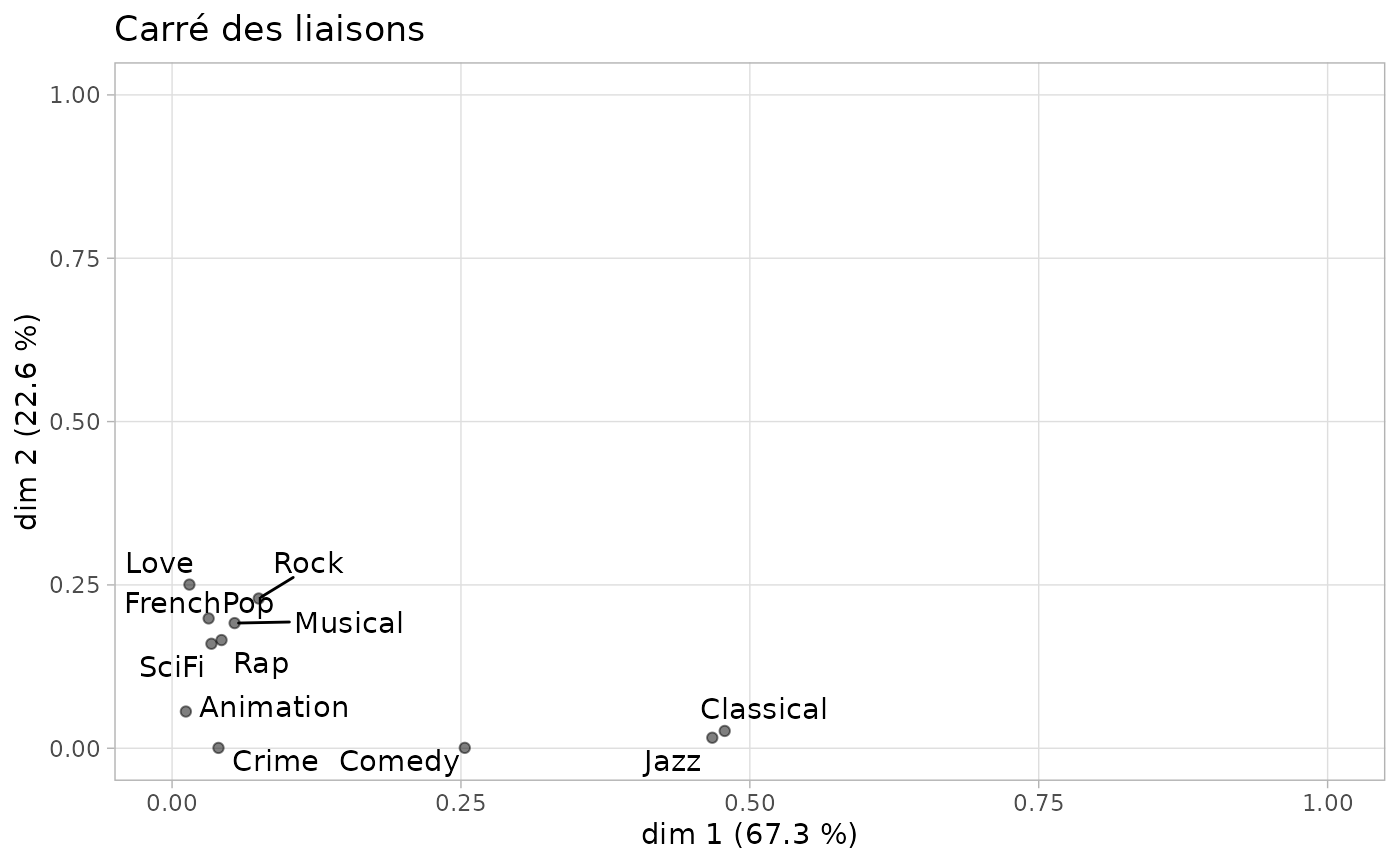 Carré des liaisons
1.00
0.75
0.50
0.25
0.00
dim 2 (22.6 %)
Love
Rock
FrenchPop
Musical
SciFi
Rap
Animation
Classical
Crime
Comedy
Jazz
0.00
0.25
0.50
0.75
1.00
dim 1 (67.3 %)